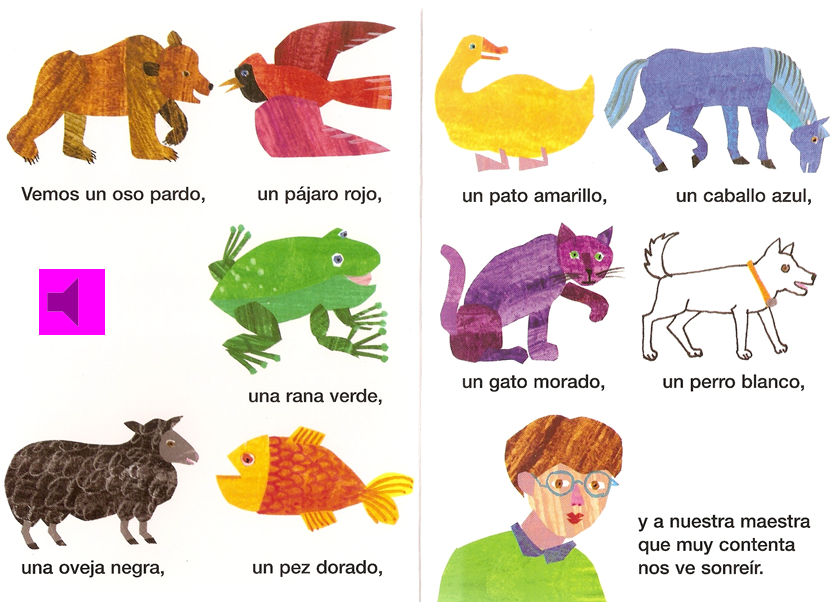 Vemos un oso pardo,
un pájaro rojo,
una rana verde,
una oveja negra,
un pez dorado,
un pato amarillo,
un caballo azul,
un gato morado,
un perro blanco,
y a nuestra maestra
que muy contenta
nos ve sonreír.